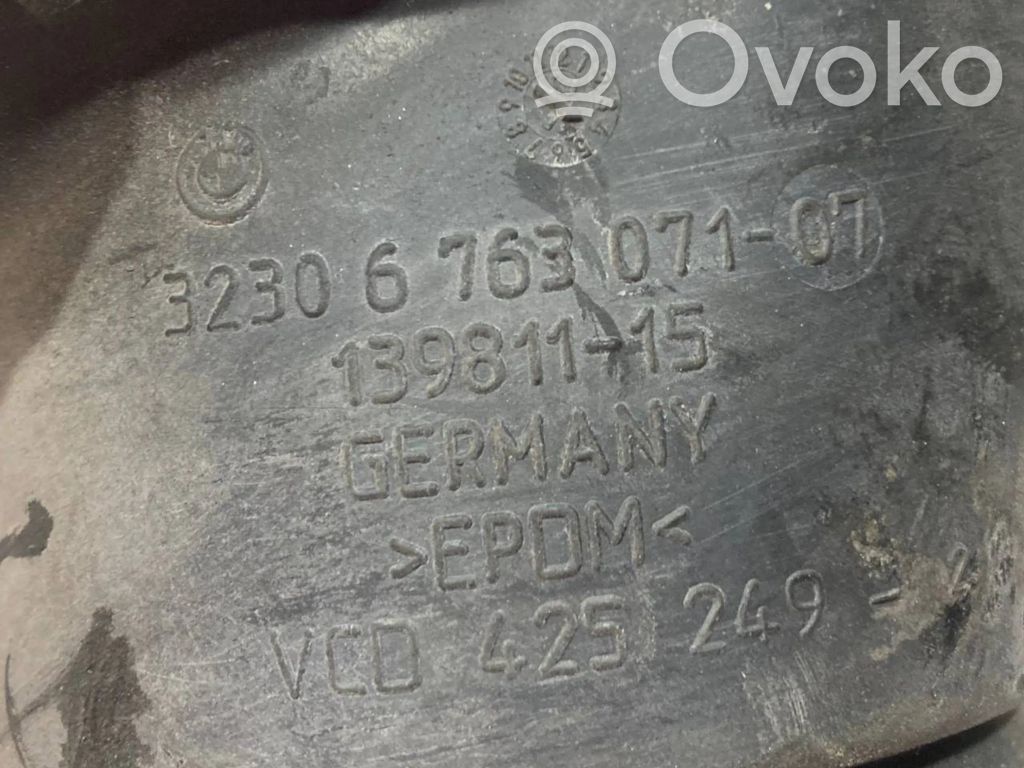 Ovoko
3230 6 763 071-07
139811-15
GERMANY
>EPDM<
VCD 425 249 -